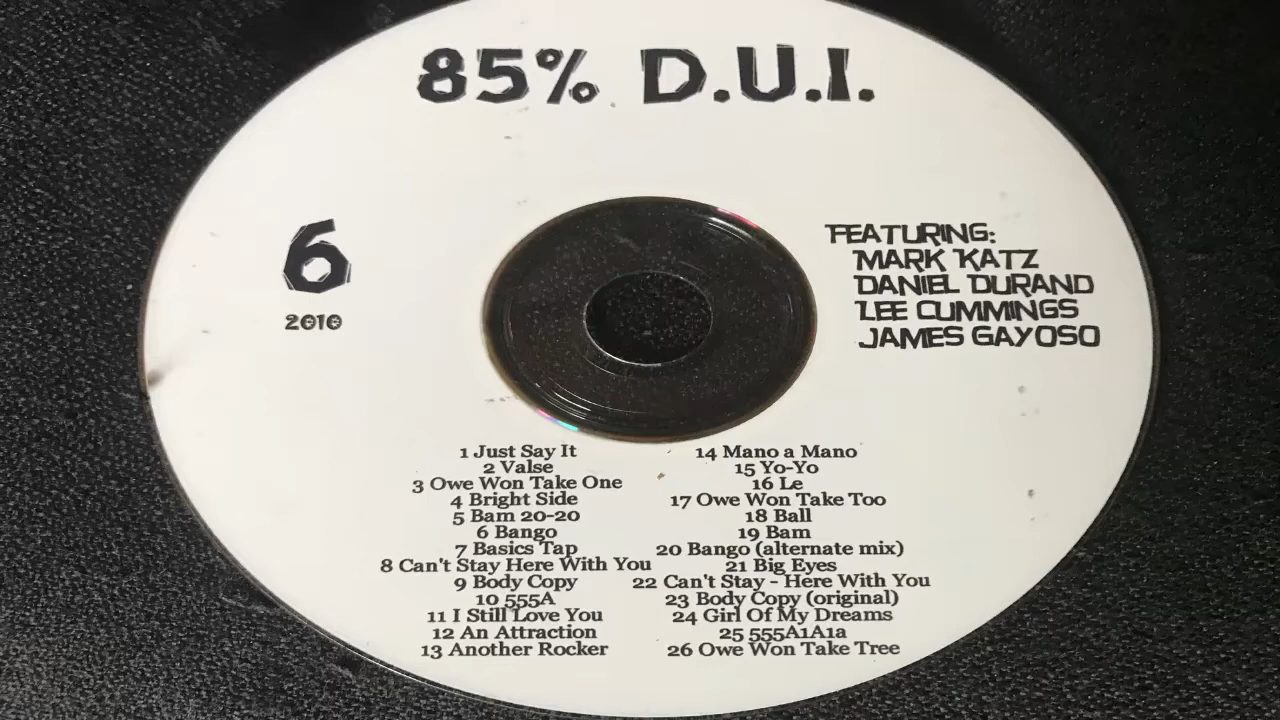 85% D.U.I.
6
2010
FEATURING:
MARK KATZ
DANIEL DURAND
LEE CUMMINGS
JAMES GAYOSO
1 Just Say It
2 Valse
3 Owe Won Take One
4 Bright Side
5 Bam 20-20
6 Bango
7 Basics Tap
8 Can't Stay Here With You
9 Body Copy
10 555A
11 I Still Love You
12 An Attraction
13 Another Rocker
14 Mano a Mano
15 Yo-Yo
16 Le
17 Owe Won Take Too
18 Ball
19 Bam
20 Bango (alternate mix)
21 Big Eyes
22 Can't Stay - Here With You
23 Body Copy (original)
24 Girl Of My Dreams
25 555A1A1a
26 Owe Won Take Tree